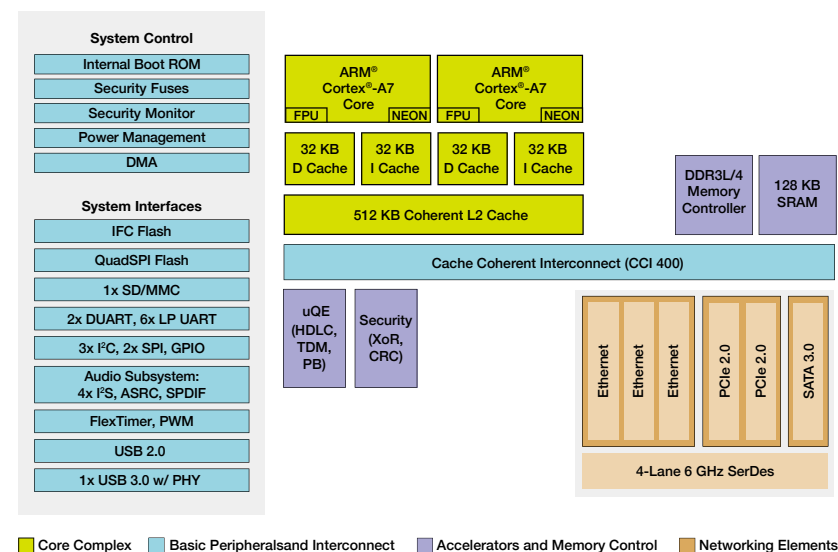 System Control
Internal Boot ROM
Security Fuses
Security Monitor
Power Management
DMA
System Interfaces
IFC Flash
QuadSPI Flash
1x SD/MMC
2x DUART, 6x LP UART
3x I²C, 2x SPI, GPIO
Audio Subsystem:
4x I²S, ASRC, SPDIF
FlexTimer, PWM
USB 2.0
1x USB 3.0 w/ PHY
ARM®
Cortex®-A7
Core
FPU
NEON
ARM®
Cortex®-A7
Core
FPU
NEON
32 KB
D Cache
32 KB
I Cache
32 KB
D Cache
32 KB
I Cache
512 KB Coherent L2 Cache
DDR3L/4
Memory
Controller
128 KB
SRAM
Cache Coherent Interconnect (CCI 400)
uQE
(HDLC,
TDM,
PB)
Security
(XoR,
CRC)
Ethernet
Ethernet
Ethernet
PCIe 2.0
PCIe 2.0
SATA 3.0
4-Lane 6 GHz SerDes
Core Complex
Basic Peripheralsand Interconnect
Accelerators and Memory Control
Networking Elements